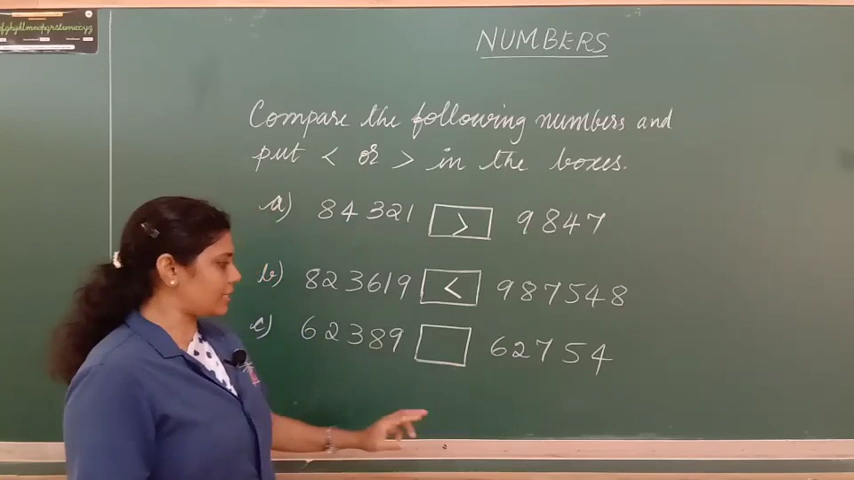 NUMBERS
Compare the following numbers and
put < or > in the boxes.
a) 84321 > 9847
b) 823619 < 987548
c) 62389 62754